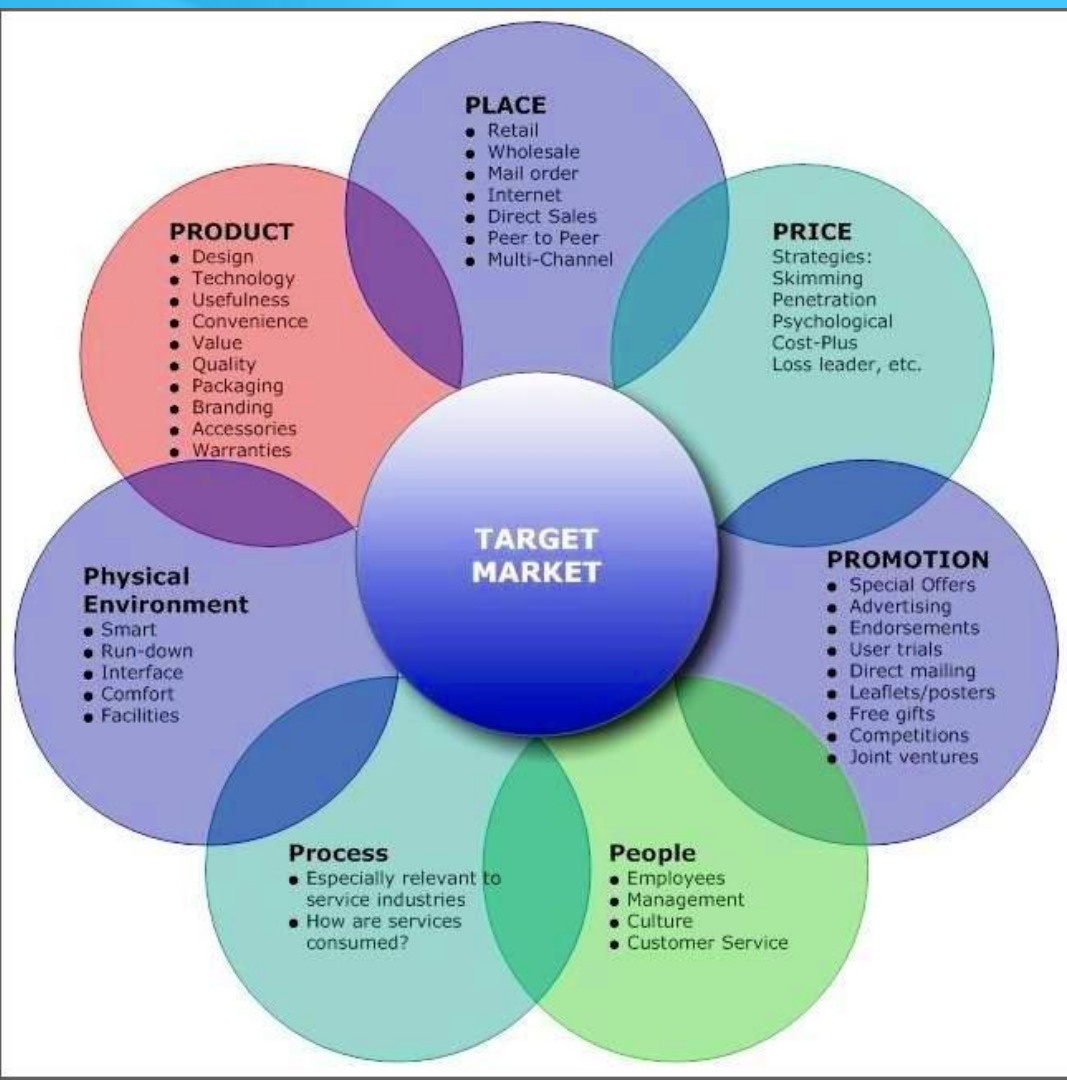 PLACE
● Retail
● Wholesale
● Mail order
● Internet
● Direct Sales
● Peer to Peer
● Multi-Channel
PRODUCT
● Design
● Technology
● Usefulness
● Convenience
● Value
● Quality
● Packaging
● Branding
● Accessories
● Warranties
PRICE
Strategies:
Skimming
Penetration
Psychological
Cost-Plus
Loss leader, etc.
TARGET
MARKET
Physical
Environment
● Smart
● Run-down
● Interface
● Comfort
● Facilities
PROMOTION
● Special Offers
● Advertising
● Endorsements
● User trials
● Direct mailing
● Leaflets/posters
● Free gifts
● Competitions
● Joint ventures
Process
● Especially relevant to
service industries
● How are services
consumed?
People
● Employees
● Management
● Culture
● Customer Service